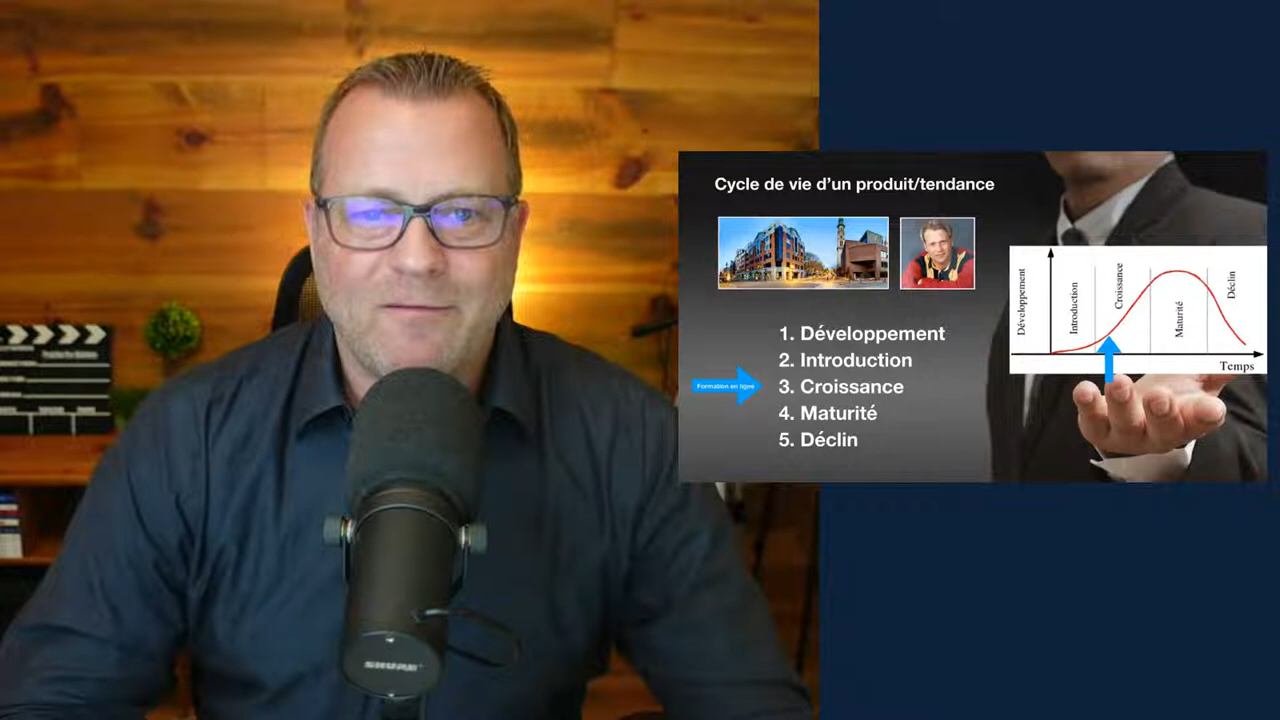 Cycle de vie d'un produit/tendance
1. Développement
2. Introduction
3. Croissance
4. Maturité
5. Déclin
Formation en ligne
Développement
Introduction
Croissance
Maturité
Déclin
Temps
SHURE